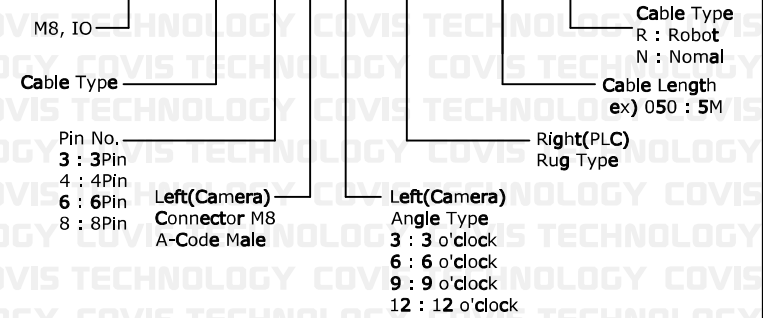 M8, IO
Cable Type
R : Robot
N : Nomal
Cable Type
Cable Length
ex) 050 : 5M
Pin No.
3 : 3Pin
4 : 4Pin
6 : 6Pin
8 : 8Pin
Right(PLC)
Rug Type
Left(Camera)
Connector M8
A-Code Male
Left(Camera)
Angle Type
3 : 3 o'clock
6 : 6 o'clock
9 : 9 o'clock
12 : 12 o'clock
COVIS TECHNOLOGY